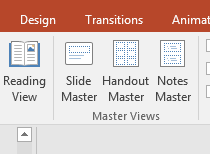 Design Transitions Animat
Reading View
Slide Master
Handout Master
Notes Master
Master Views